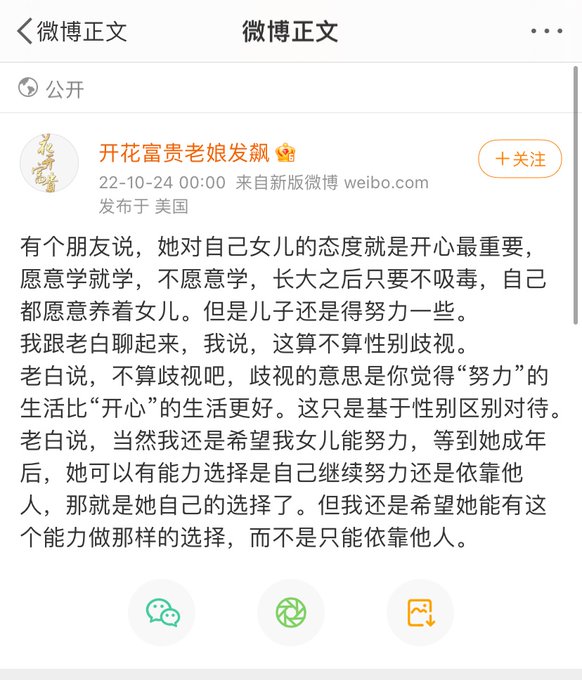 微博正文
微博正文
公开
开花富贵老娘发飙
+关注
22-10-24 00:00 来自新版微博 weibo.com
发布于 美国
有个朋友说，她对自己女儿的态度就是开心最重要，
愿意学就学，不愿意学，长大之后只要不吸毒，自己
都愿意养着女儿。但是儿子还是得努力一些。
我跟老白聊起来，我说，这算不算性别歧视。
老白说，不算歧视吧，歧视的意思是你觉得“努力”的
生活比“开心”的生活更好。这只是基于性别区别对待。
老白说，当然我还是希望我女儿能努力，等到她成年
后，她可以有能力选择是自己继续努力还是依靠他
人，那就是她自己的选择了。但我还是希望她能有这
个能力做那样的选择，而不是只能依靠他人。